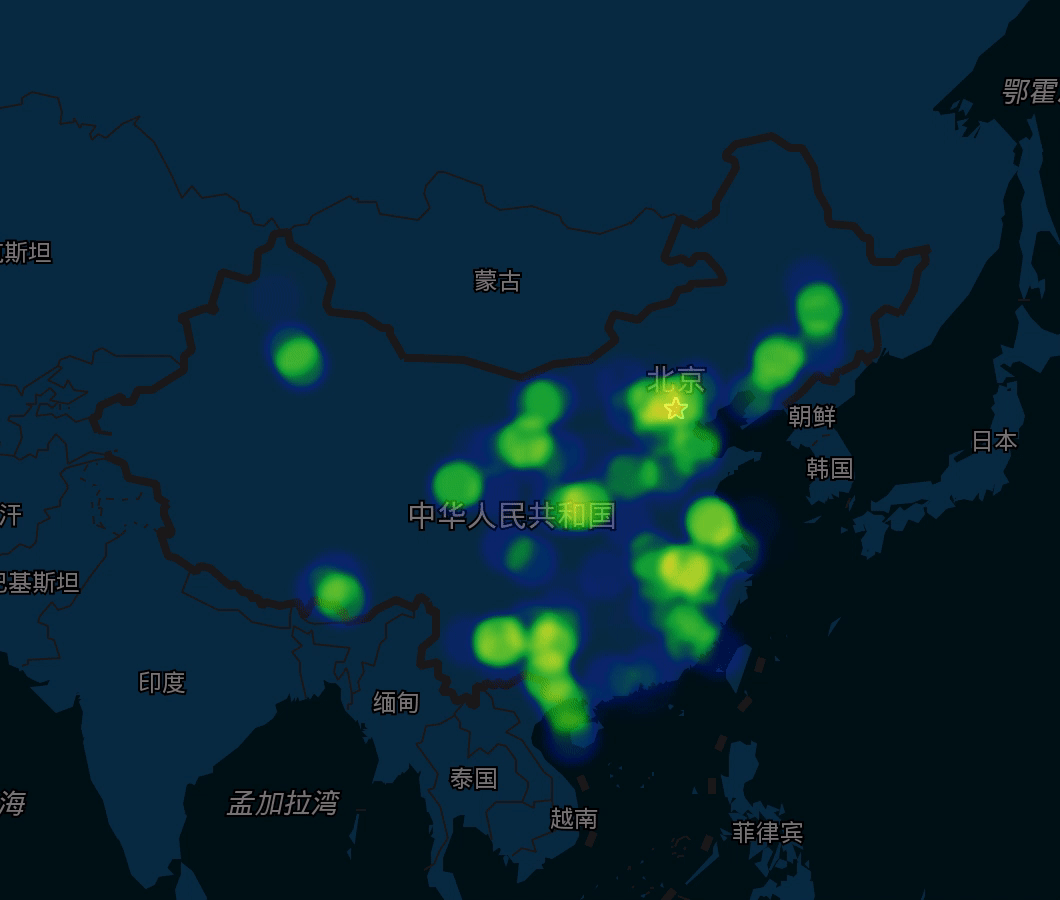 鄂霍
斯坦
蒙古
北京
朝鲜
日本
韩国
中华人民共和国
汗
基斯坦
印度
缅甸
泰国
海
孟加拉湾
越南
菲律宾